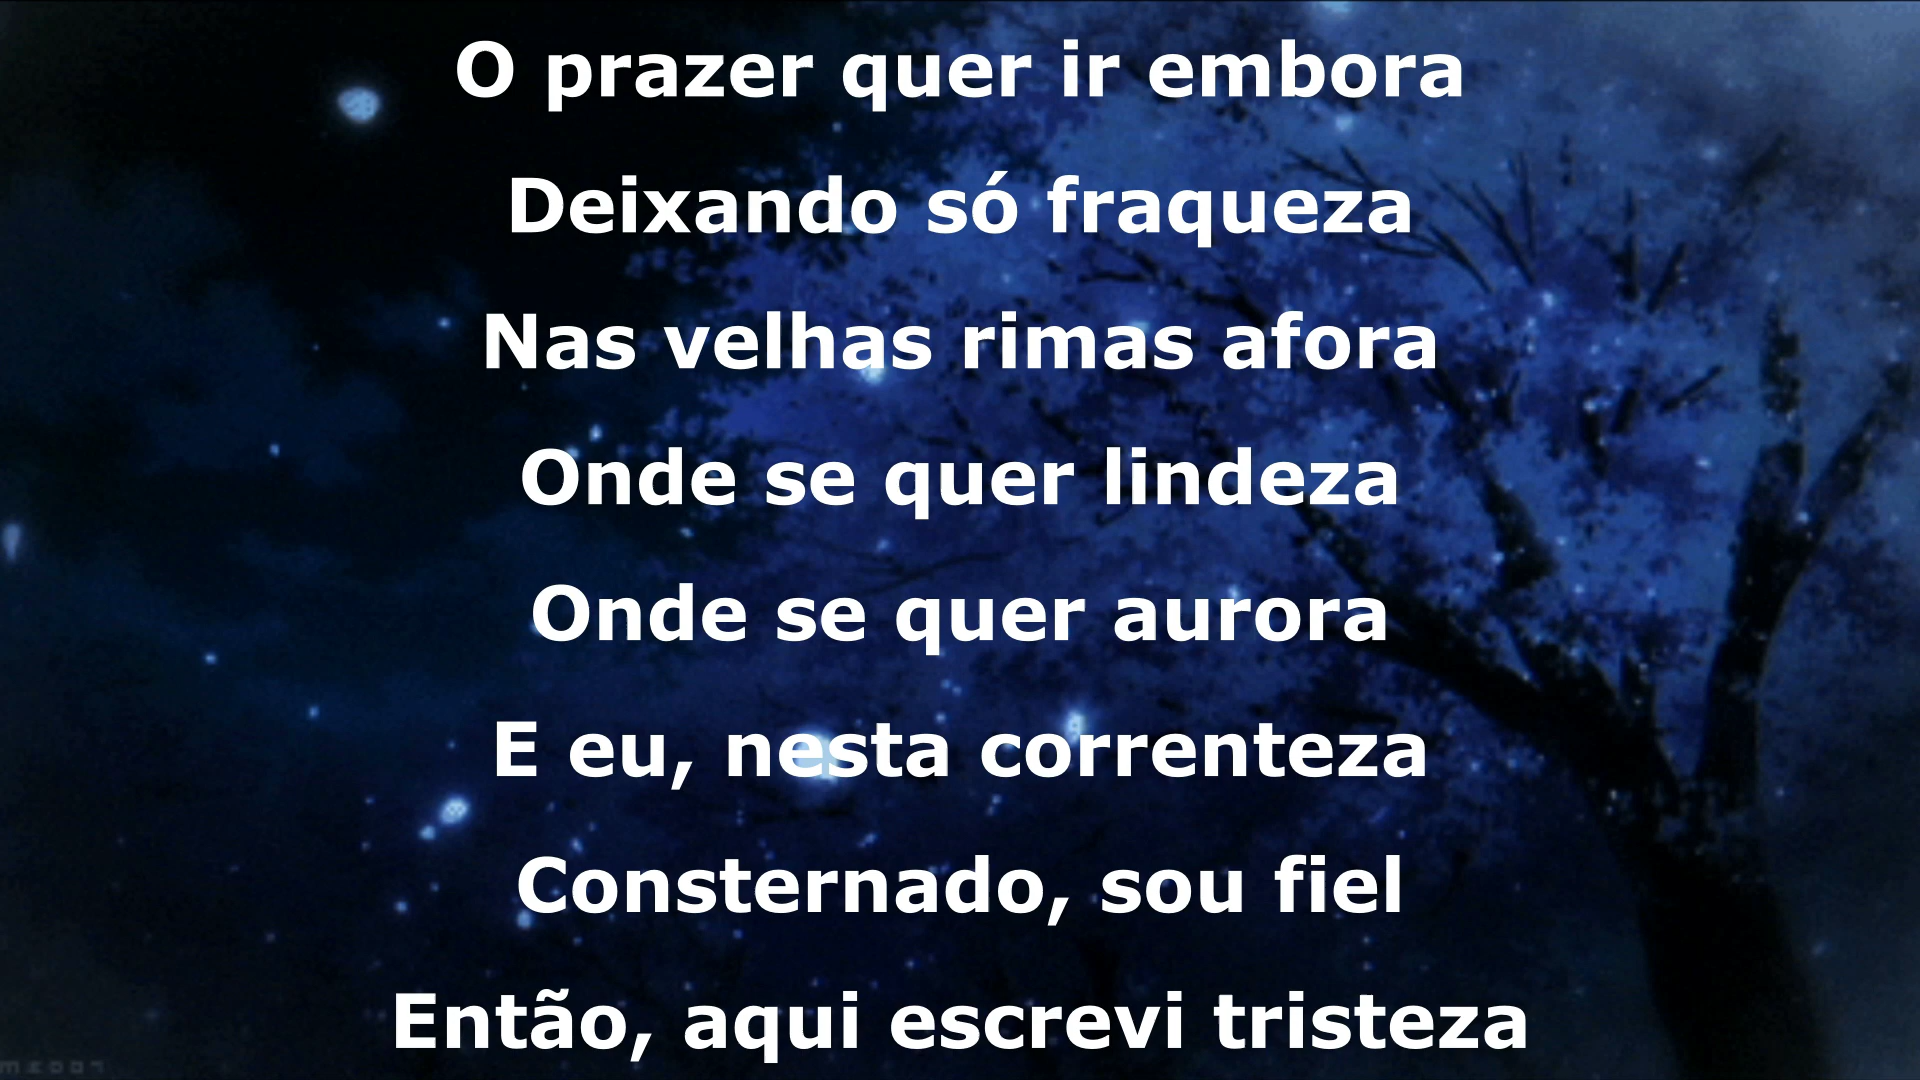 O prazer quer ir embora
Deixando só fraqueza
Nas velhas rimas afora
Onde se quer lindeza
Onde se quer aurora
E eu, nesta correnteza
Consternado, sou fiel
Então, aqui escrevi tristeza